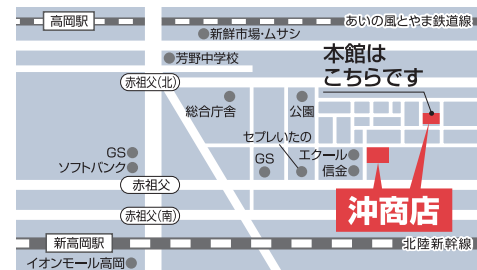 高岡駅
あいの風とやま鉄道線
新鮮市場・ムサシ
芳野中学校
本館は
こちらです
赤祖父(北)
総合庁舎
公園
セブレいたの
GS
ソフトバンク
GS
エクール
信金
赤祖父
沖商店
赤祖父(南)
新高岡駅
北陸新幹線
イオンモール高岡